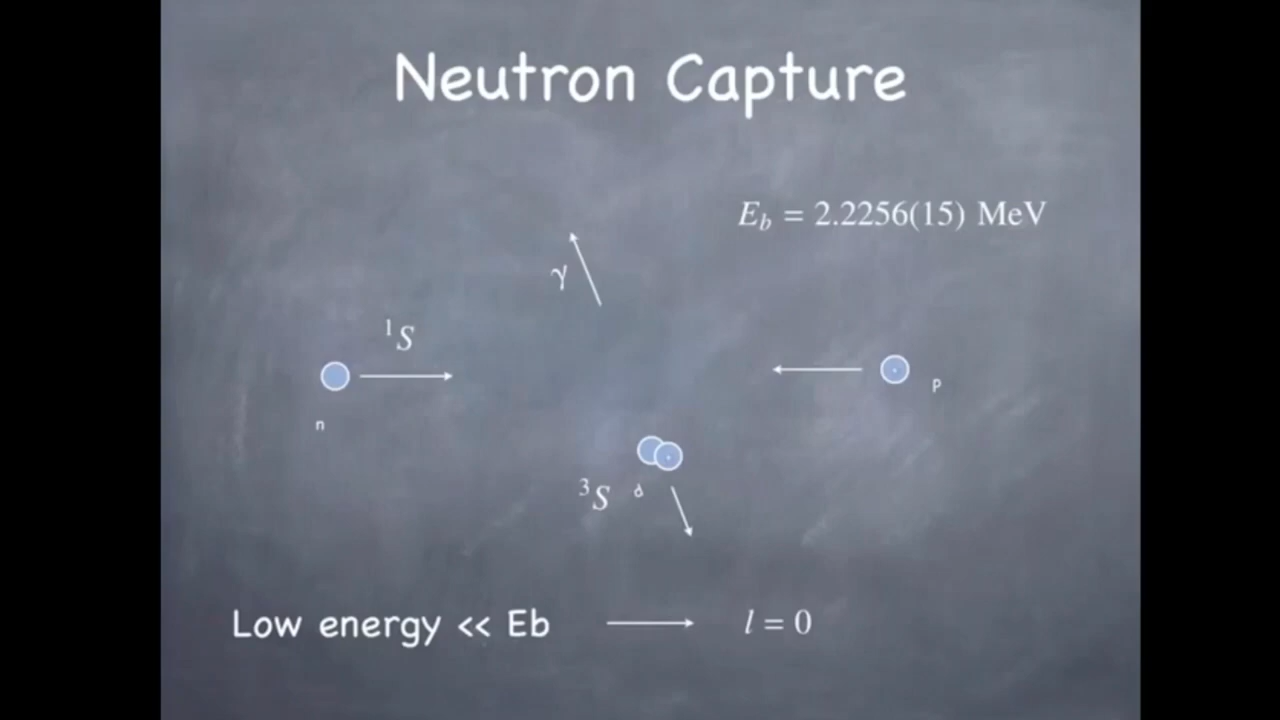 Neutron Capture
E_b = 2.2256(15) MeV
γ
¹S
n
p
³S d
Low energy << Eb → l = 0